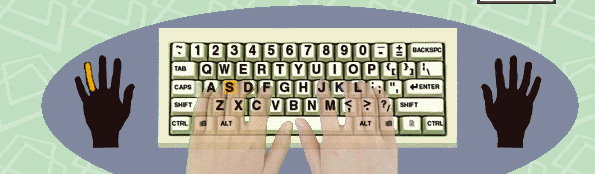 ~ 1 2 3 4 5 6 7 8 9 0 - ± BACKSPC
TAB Q W E R T Y U I O P { } | \
CAPS A S D F G H J K L : ; " , ENTER
SHIFT Z X C V B N M < > ? / SHIFT
CTRL ALT ALT CTRL